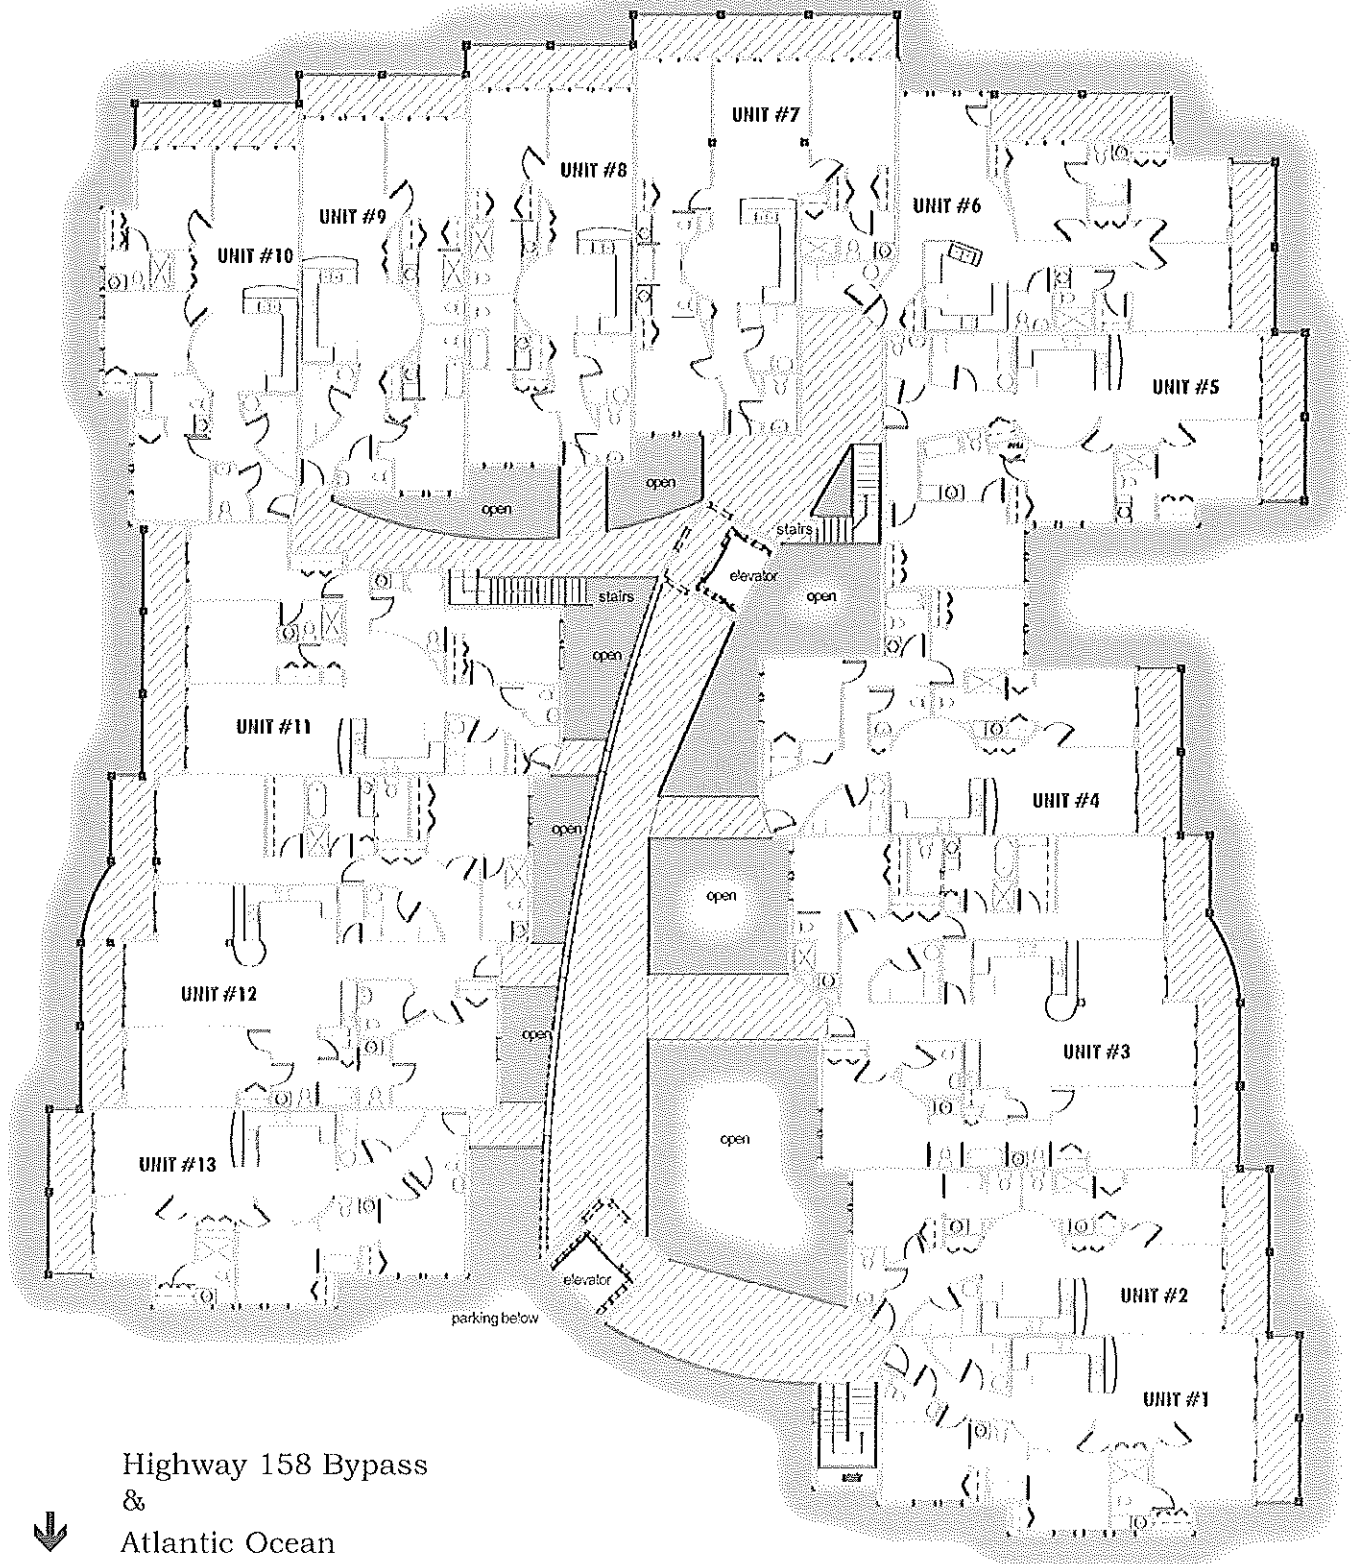 UNIT #7
UNIT #8
UNIT #6
UNIT #9
UNIT #10
UNIT #5
open
open
stairs
elevator
stairs
open
open
UNIT #11
UNIT #4
open
open
UNIT #12
open
UNIT #3
open
UNIT #13
elevator
UNIT #2
parking below
UNIT #1
Highway 158 Bypass
&
Atlantic Ocean